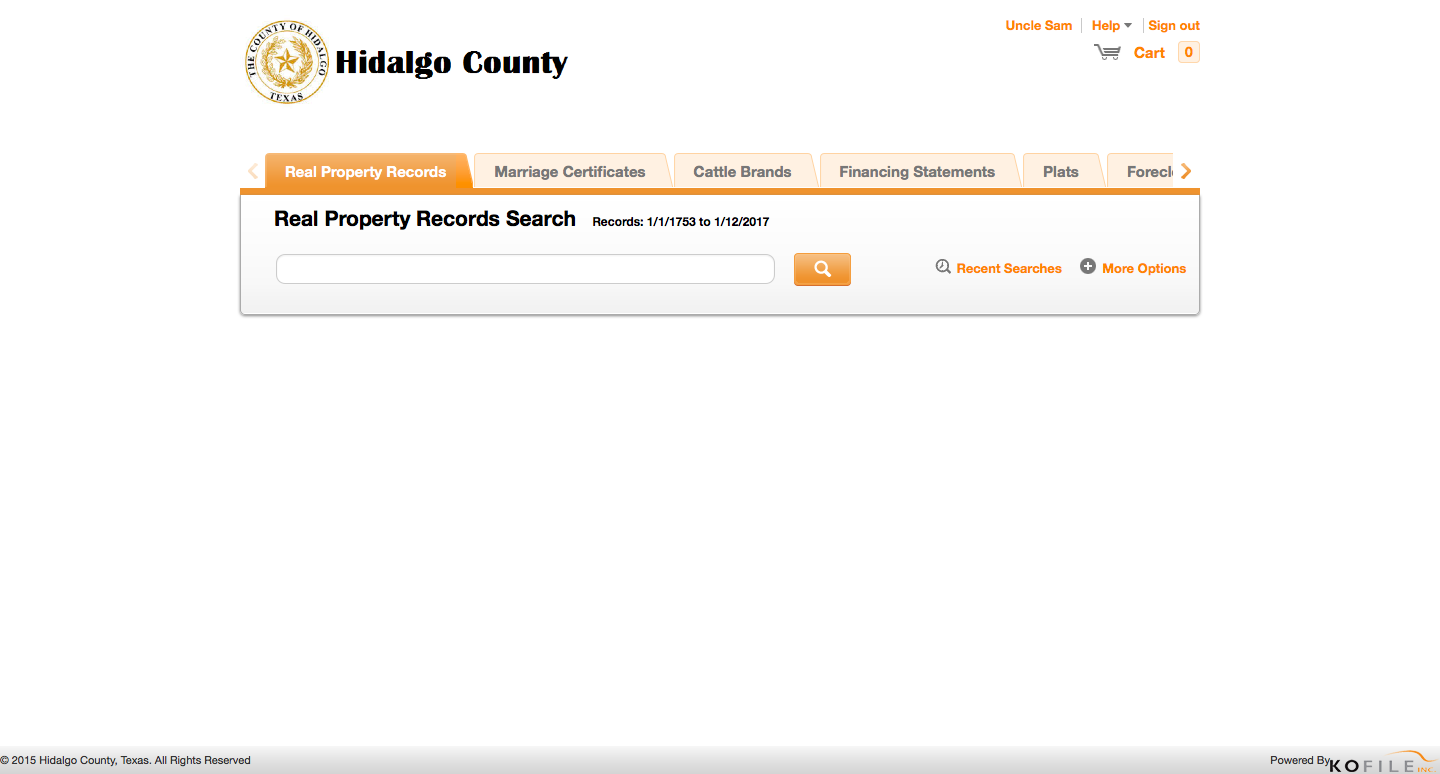 Uncle Sam Help Sign out
THE COUNTY OF HIDALGO
TEXAS
Hidalgo County
Cart 0
Real Property Records Marriage Certificates Cattle Brands Financing Statements Plats Forecl
Real Property Records Search Records: 1/1/1753 to 1/12/2017
Recent Searches More Options
© 2015 Hidalgo County, Texas. All Rights Reserved Powered By KOFILE INC.